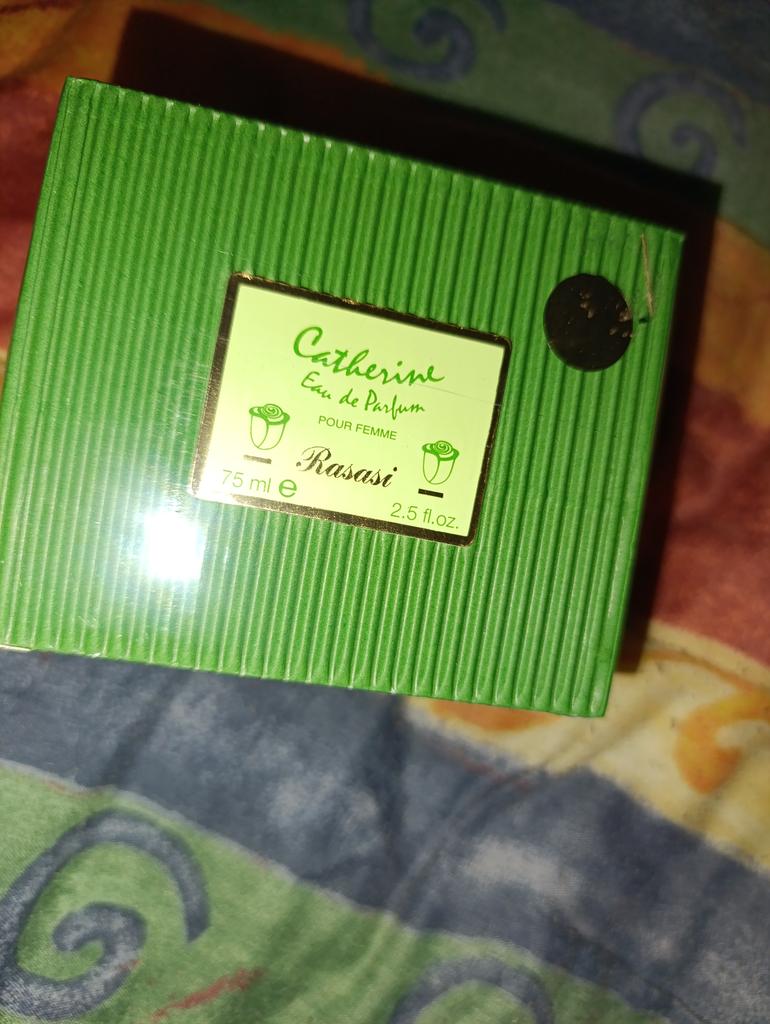 Catherine
Eau de Parfum
POUR FEMME
Rasasi
75 ml e
2.5 fl.oz.